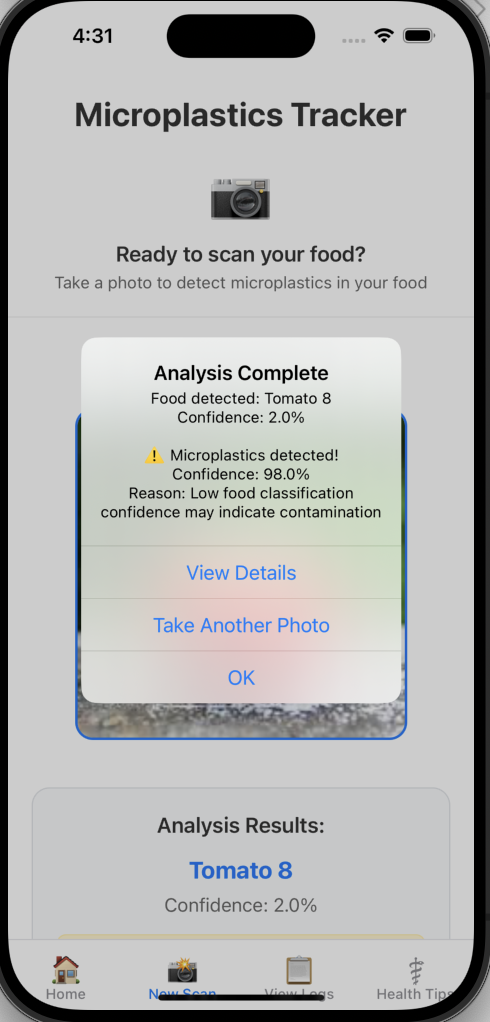 4:31
Microplastics Tracker
Ready to scan your food?
Take a photo to detect microplastics in your food
Analysis Complete
Food detected: Tomato 8
Confidence: 2.0%
⚠️ Microplastics detected!
Confidence: 98.0%
Reason: Low food classification
confidence may indicate contamination
View Details
Take Another Photo
OK
Analysis Results:
Tomato 8
Confidence: 2.0%
Home
New Scan
View Logs
Health Tips